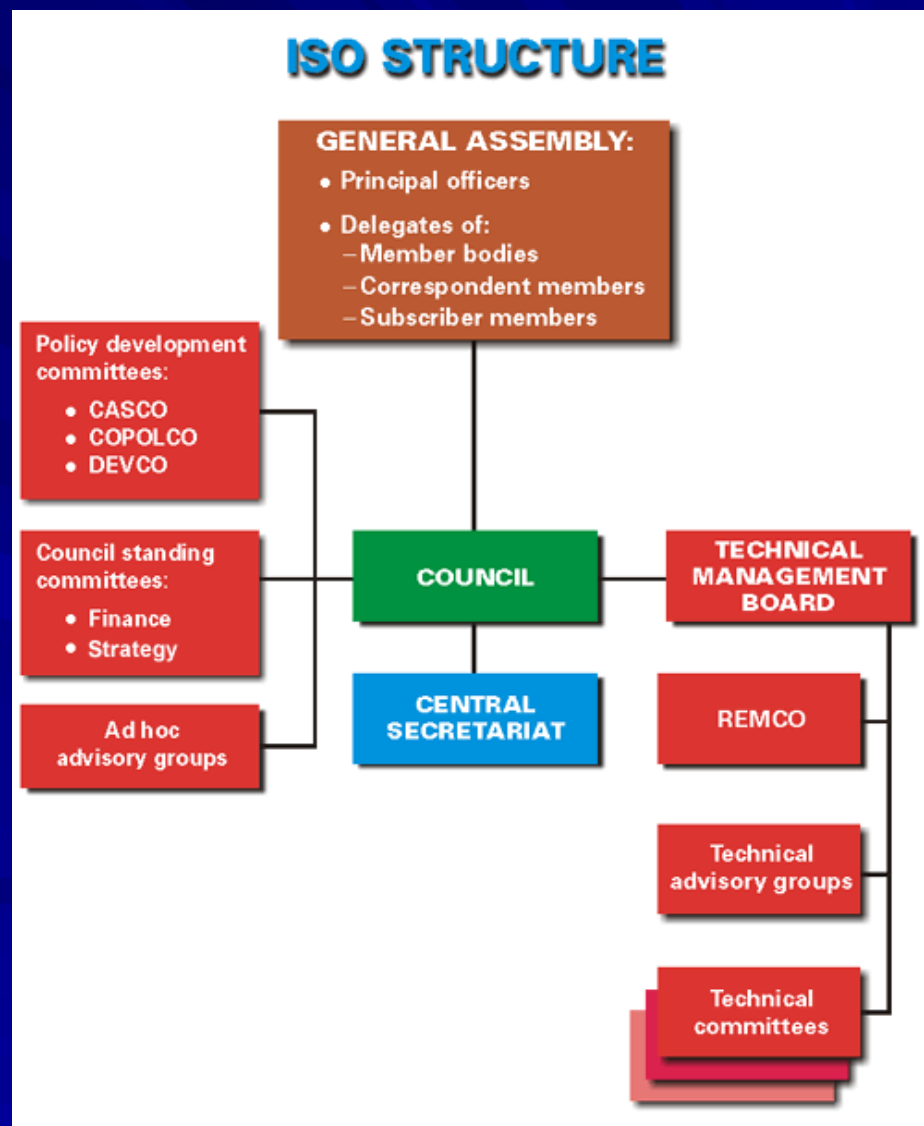 ISO STRUCTURE
GENERAL ASSEMBLY:
• Principal officers
• Delegates of:
– Member bodies
– Correspondent members
– Subscriber members
Policy development
committees:
• CASCO
• COPOLCO
• DEVCO
Council standing
committees:
• Finance
• Strategy
Ad hoc
advisory groups
COUNCIL
CENTRAL
SECRETARIAT
TECHNICAL
MANAGEMENT
BOARD
REMCO
Technical
advisory groups
Technical
committees